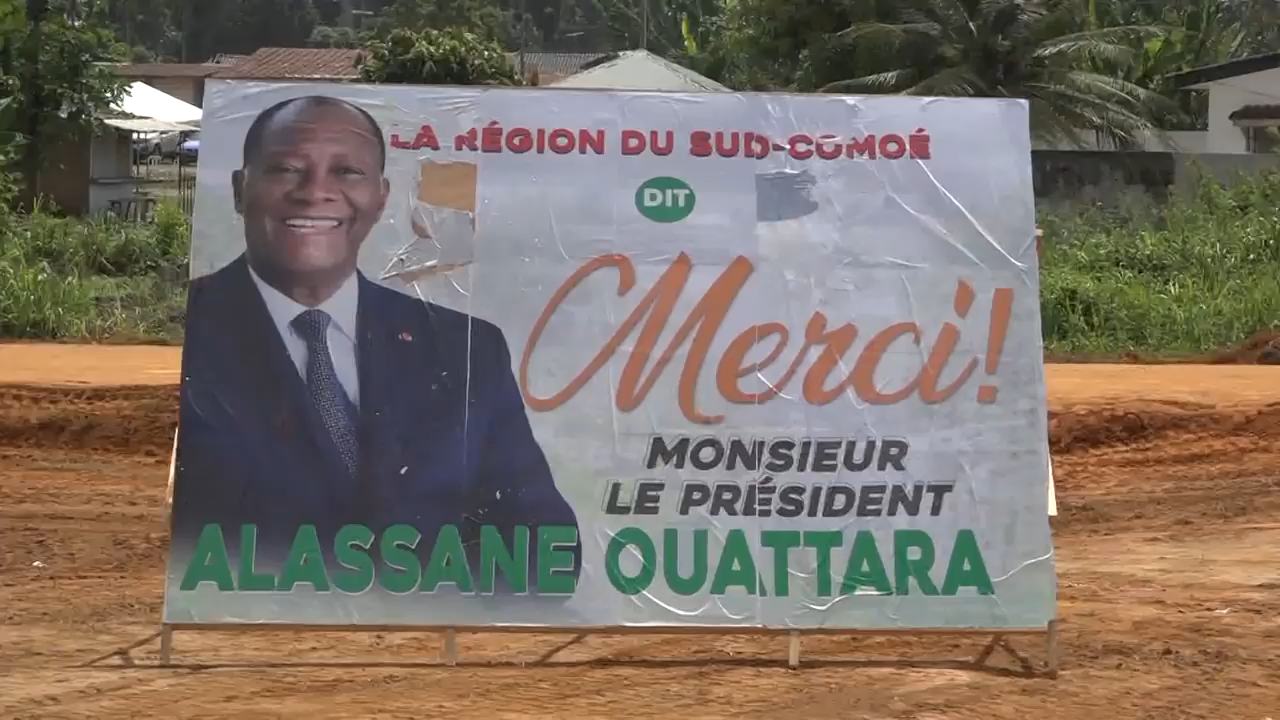 LA RÉGION DU SUD-COMOÉ
DIT
Merci!
MONSIEUR
LE PRÉSIDENT
ALASSANE OUATTARA